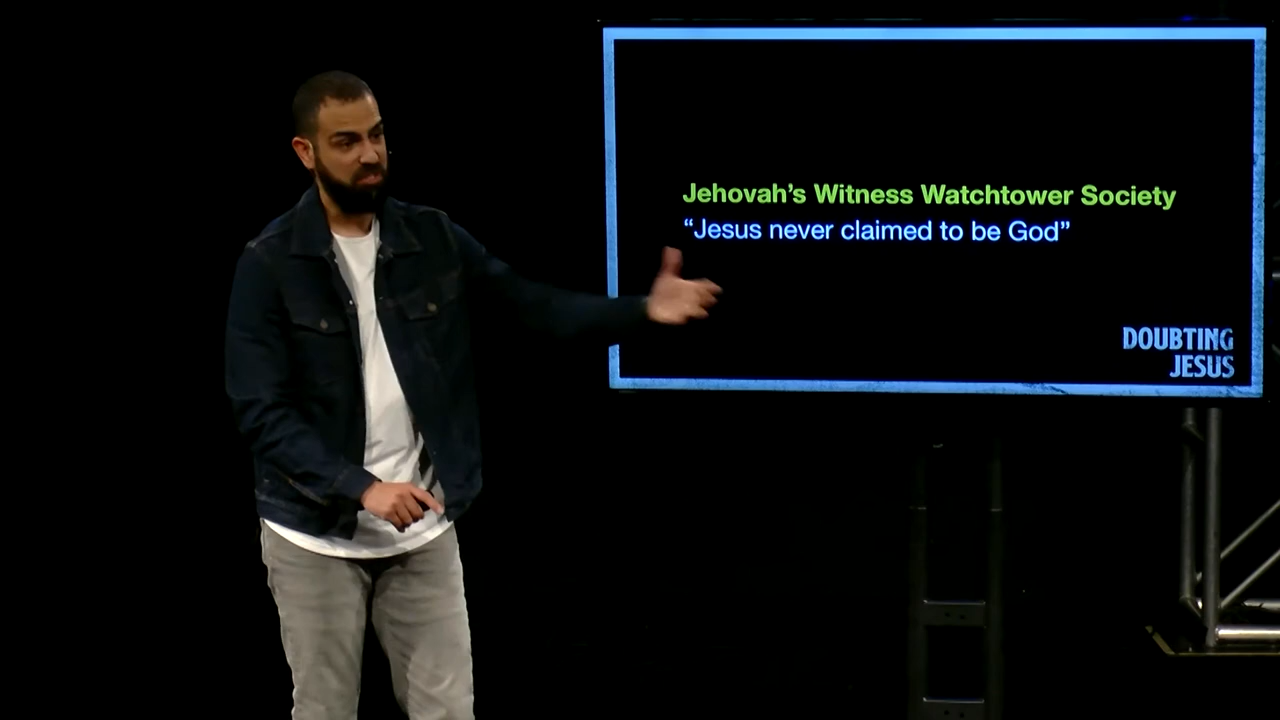 Jehovah’s Witness Watchtower Society
“Jesus never claimed to be God”
DOUBTING
JESUS